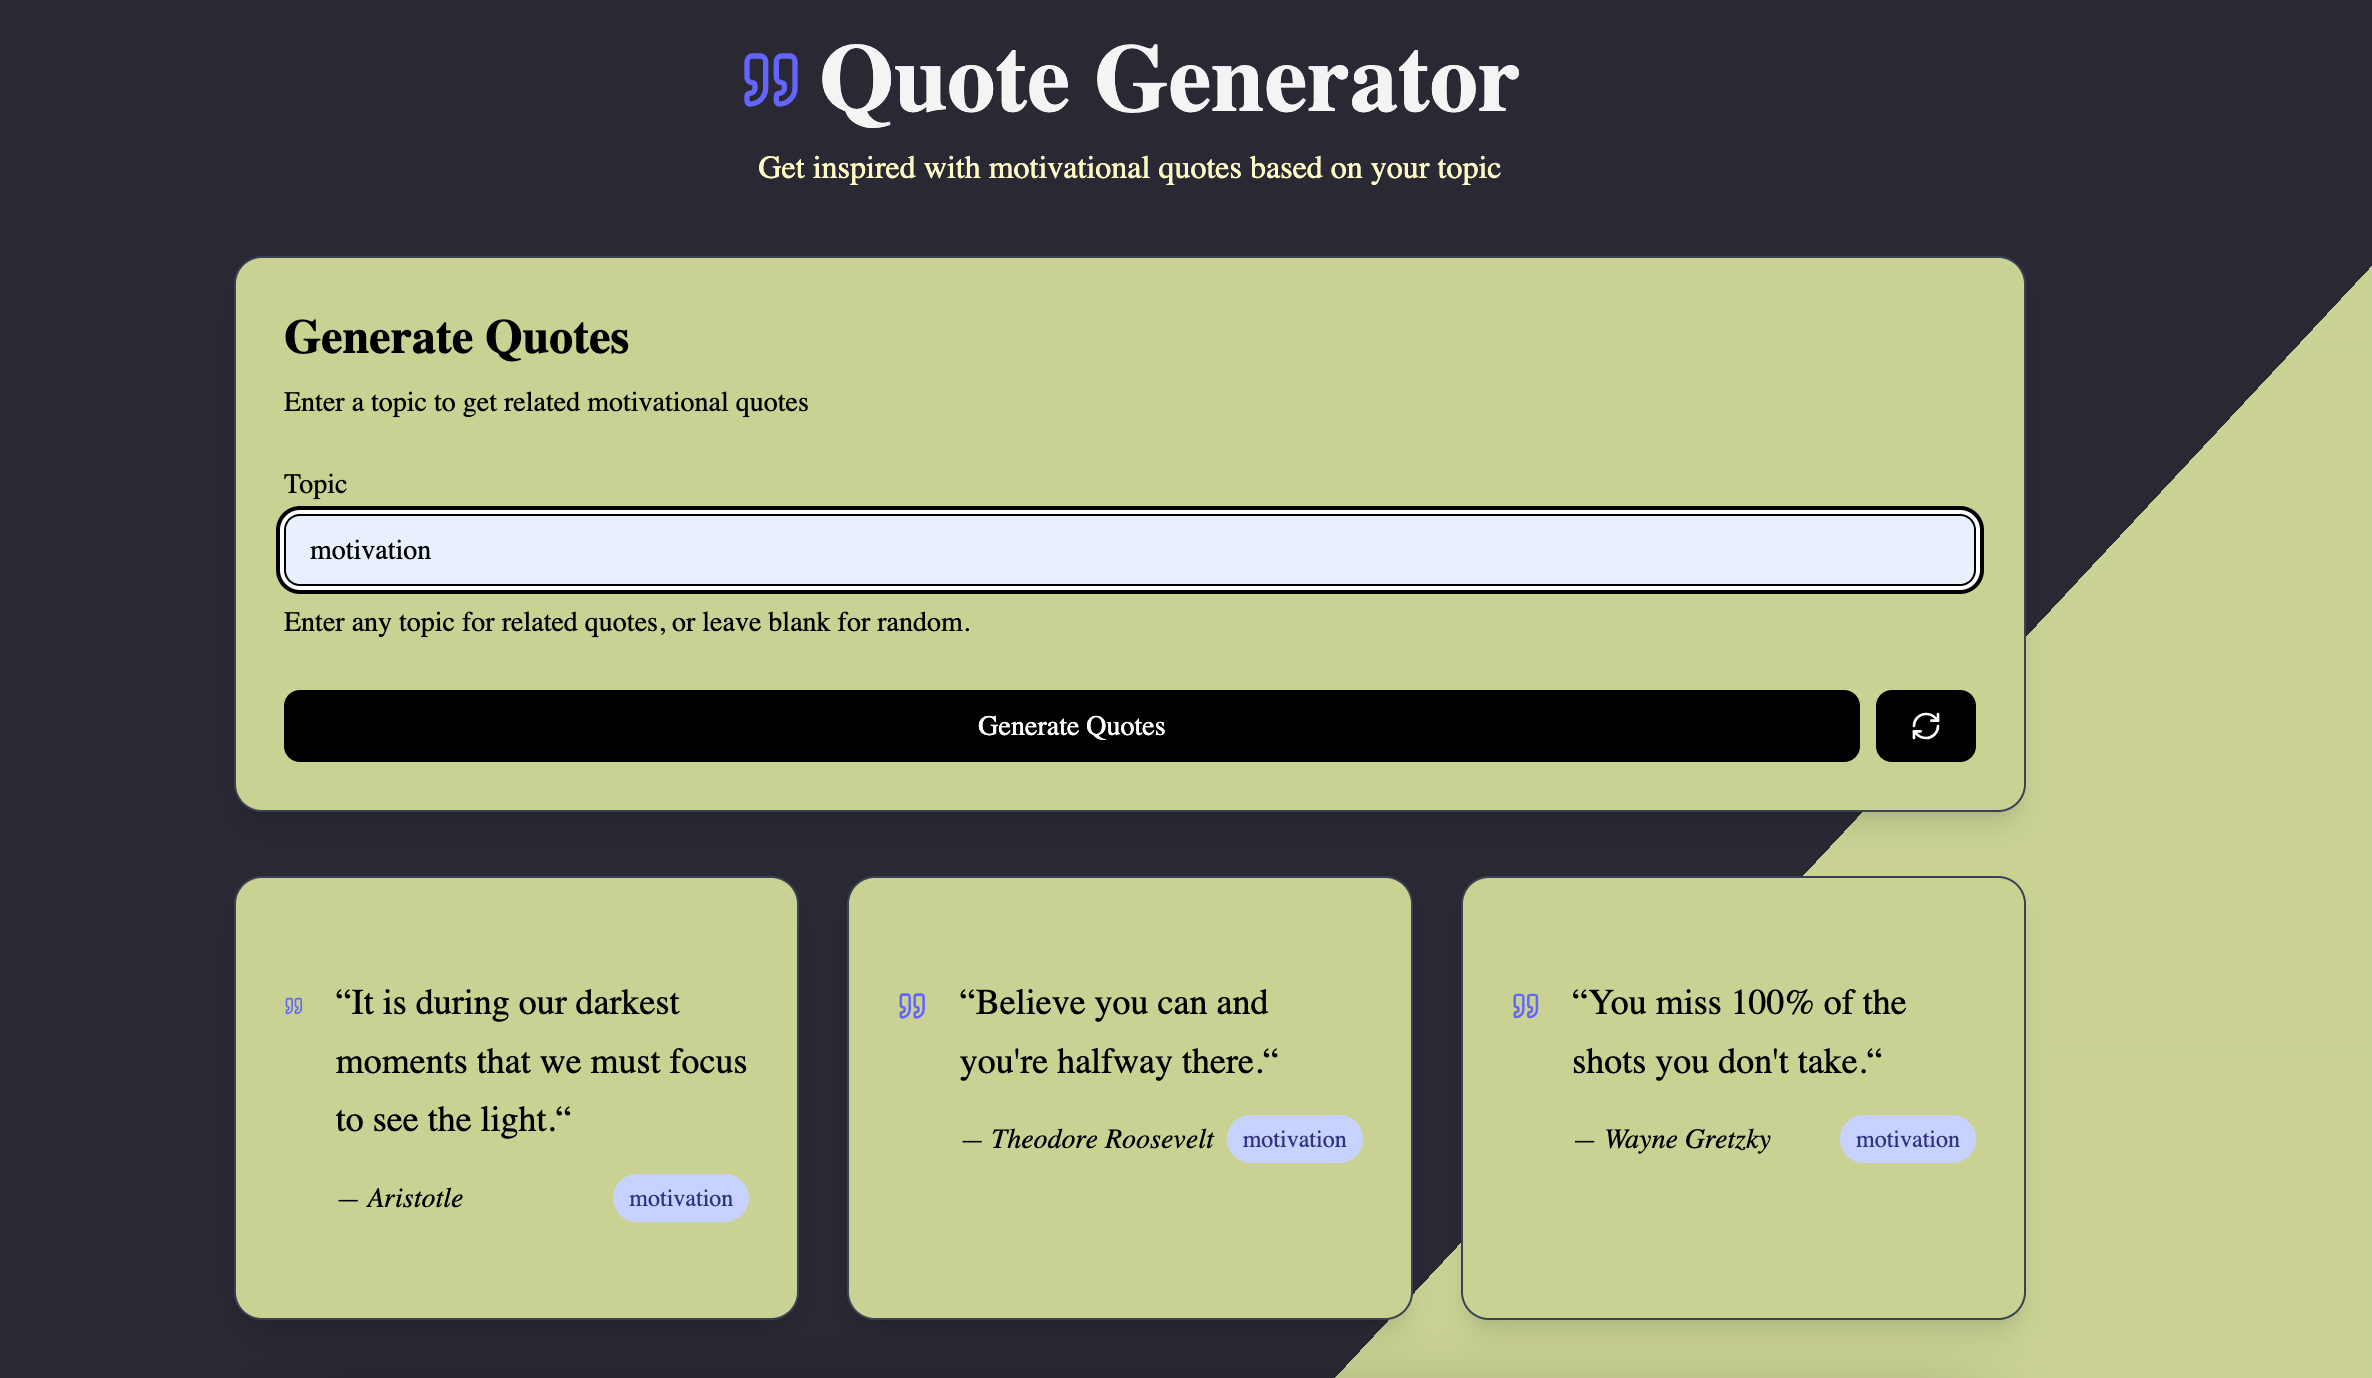 Quote Generator
Get inspired with motivational quotes based on your topic
Generate Quotes
Enter a topic to get related motivational quotes
Topic
motivation
Enter any topic for related quotes, or leave blank for random.
Generate Quotes
“It is during our darkest
moments that we must focus
to see the light.“
— Aristotle
motivation
“Believe you can and
you're halfway there.“
— Theodore Roosevelt
motivation
“You miss 100% of the
shots you don't take.“
— Wayne Gretzky
motivation